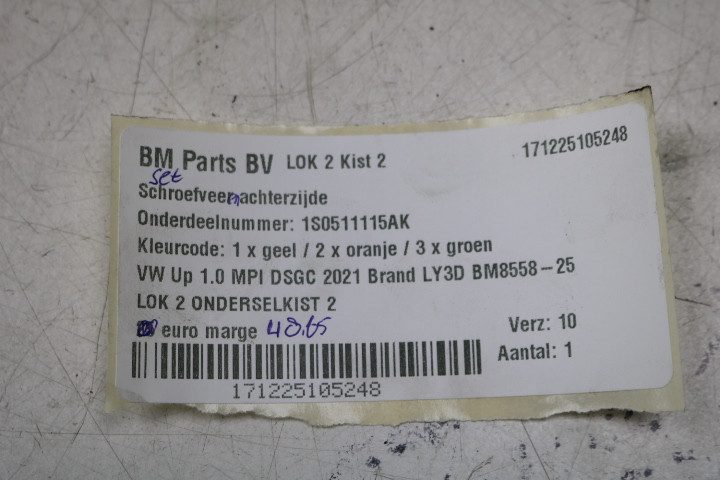 BM Parts BV LOK 2 Kist 2 171225105248
set
Schroefveer n achterzijde
Onderdeelnummer: 1S0511115AK
Kleurcode: 1 x geel / 2 x oranje / 3 x groen
VW Up 1.0 MPI DSGC 2021 Brand LY3D BM8558-25
LOK 2 ONDERSELKIST 2
euro marge Verz: 10
Aantal: 1
171225105248